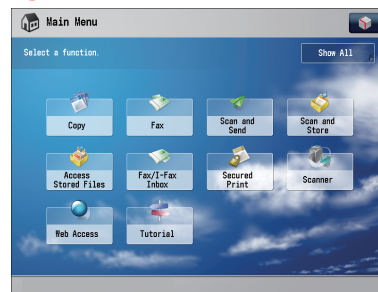 Main Menu
Select a function.
Show All
Copy
Fax
Scan and
Send
Scan and
Store
Access
Stored Files
Fax/I-Fax
Inbox
Secured
Print
Scanner
Web Access
Tutorial